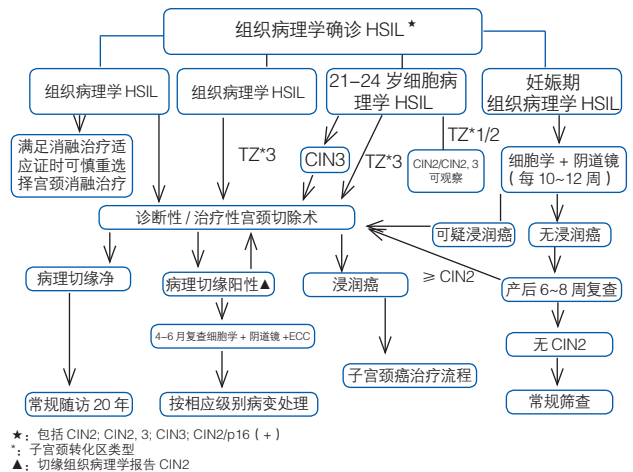 组织病理学确诊 HSIL★
组织病理学 HSIL
组织病理学 HSIL
21-24 岁细胞病
理学 HSIL
妊娠期
组织病理学 HSIL
满足消融治疗适
应证时可慎重选
择宫颈消融治疗
TZ*3
CIN3
TZ*3
TZ*1/2
CIN2/CIN2, 3
可观察
细胞学 + 阴道镜
（每 10~12 周）
诊断性 / 治疗性宫颈切除术
可疑浸润癌
无浸润癌
病理切缘净
病理切缘阳性▲
浸润癌
≥ CIN2
产后 6~8 周复查
4-6 月复查细胞学 + 阴道镜 +ECC
无 CIN2
子宫颈癌治疗流程
常规随访 20 年
按相应级别病变处理
常规筛查
★：包括 CIN2; CIN2, 3; CIN3; CIN2/p16（+）
*：子宫颈转化区类型
▲：切缘组织病理学报告 CIN2